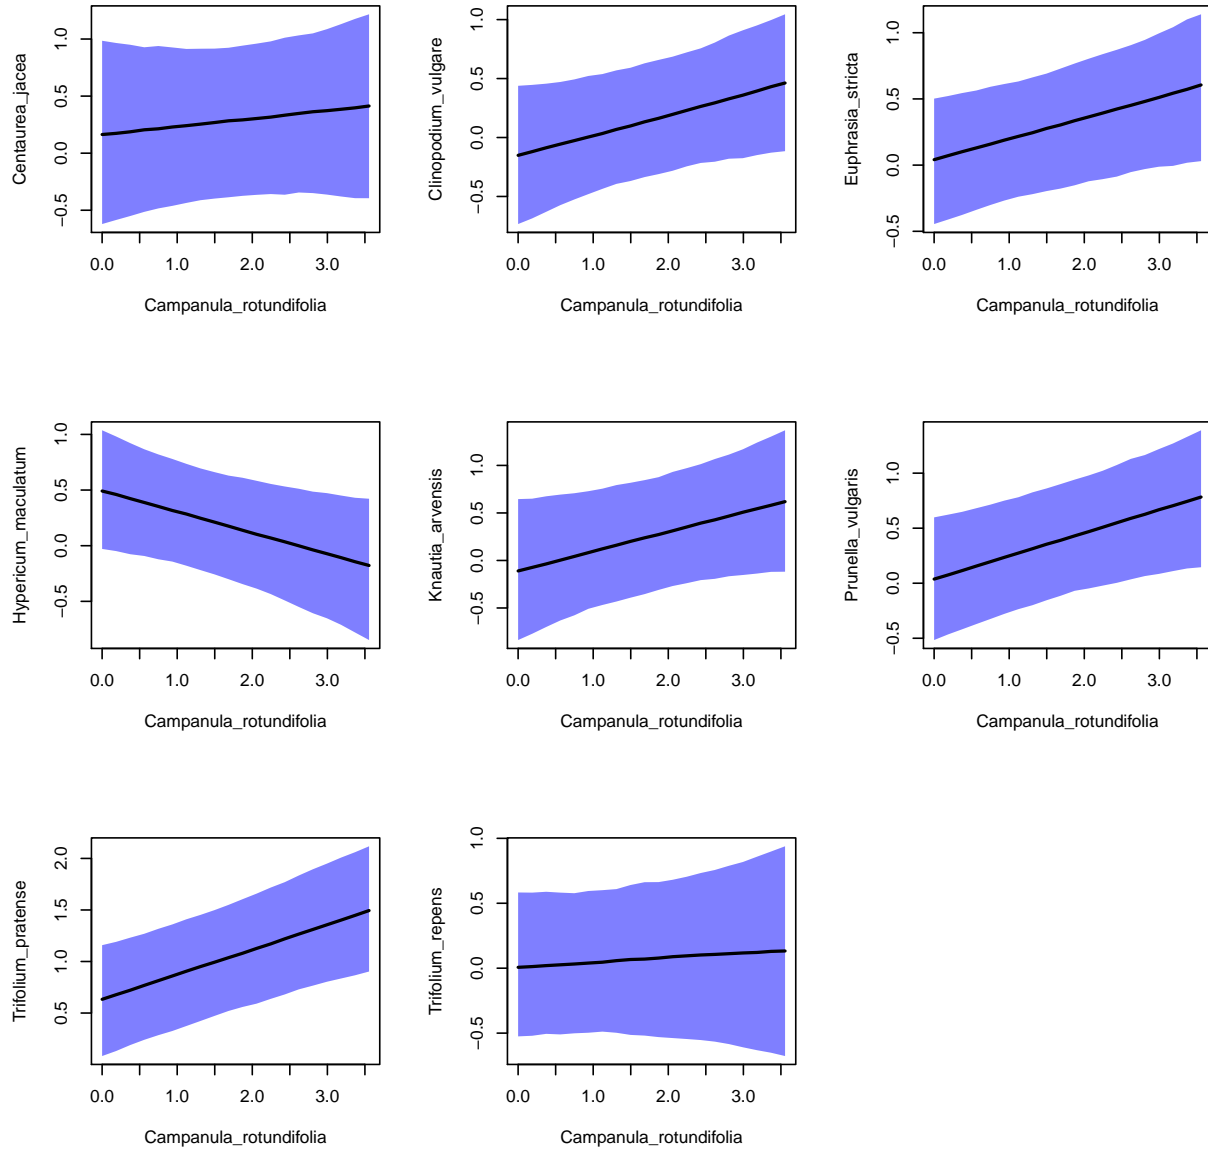 Centaurea_jacea
1.0
0.5
0.0
−0.5
0.0 1.0 2.0 3.0
Campanula_rotundifolia
Clinopodium_vulgare
1.0
0.5
0.0
−0.5
0.0 1.0 2.0 3.0
Campanula_rotundifolia
Euphrasia_stricta
1.0
0.5
0.0
−0.5
0.0 1.0 2.0 3.0
Campanula_rotundifolia
Hypericum_maculatum
1.0
0.5
0.0
−0.5
0.0 1.0 2.0 3.0
Campanula_rotundifolia
Knautia_arvensis
1.0
0.5
0.0
−0.5
0.0 1.0 2.0 3.0
Campanula_rotundifolia
Prunella_vulgaris
1.0
0.5
0.0
−0.5
0.0 1.0 2.0 3.0
Campanula_rotundifolia
Trifolium_pratense
2.0
1.5
1.0
0.5
0.0 1.0 2.0 3.0
Campanula_rotundifolia
Trifolium_repens
1.0
0.5
0.0
−0.5
0.0 1.0 2.0 3.0
Campanula_rotundifolia